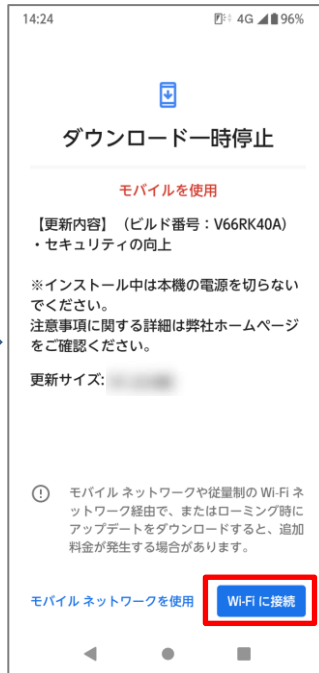 14:24 4G 96%
ダウンロード一時停止
モバイルを使用
【更新内容】（ビルド番号：V66RK40A）
・セキュリティの向上
※インストール中は本機の電源を切らない
でください。
注意事項に関する詳細は弊社ホームページ
をご確認ください。
更新サイズ:
モバイル ネットワークや従量制の Wi-Fi ネ
ットワーク経由で、またはローミング時に
アップデートをダウンロードすると、追加
料金が発生する場合があります。
モバイル ネットワークを使用 Wi-Fi に接続